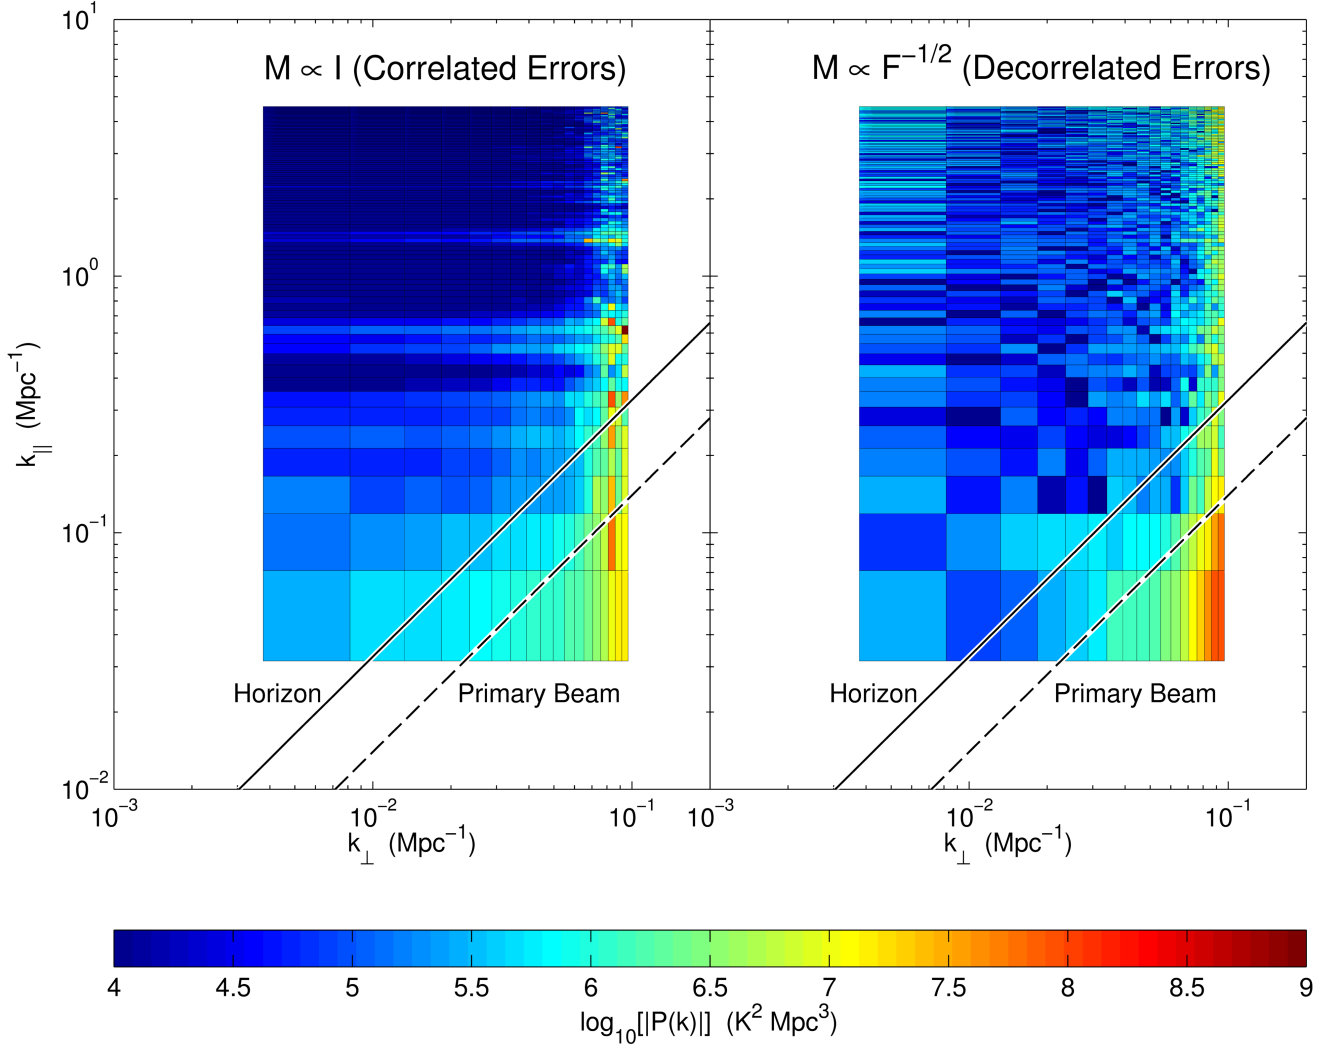 M ∝ I (Correlated Errors)
M ∝ F^−1/2 (Decorrelated Errors)
10^1
10^0
10^−1
10^−2
k_∥ (Mpc^−1)
Horizon
Primary Beam
Horizon
Primary Beam
10^−3
10^−2
10^−1
10^−3
10^−2
10^−1
k_⊥ (Mpc^−1)
k_⊥ (Mpc^−1)
4 4.5 5 5.5 6 6.5 7 7.5 8 8.5 9
log_10[|P(k)|] (K^2 Mpc^3)